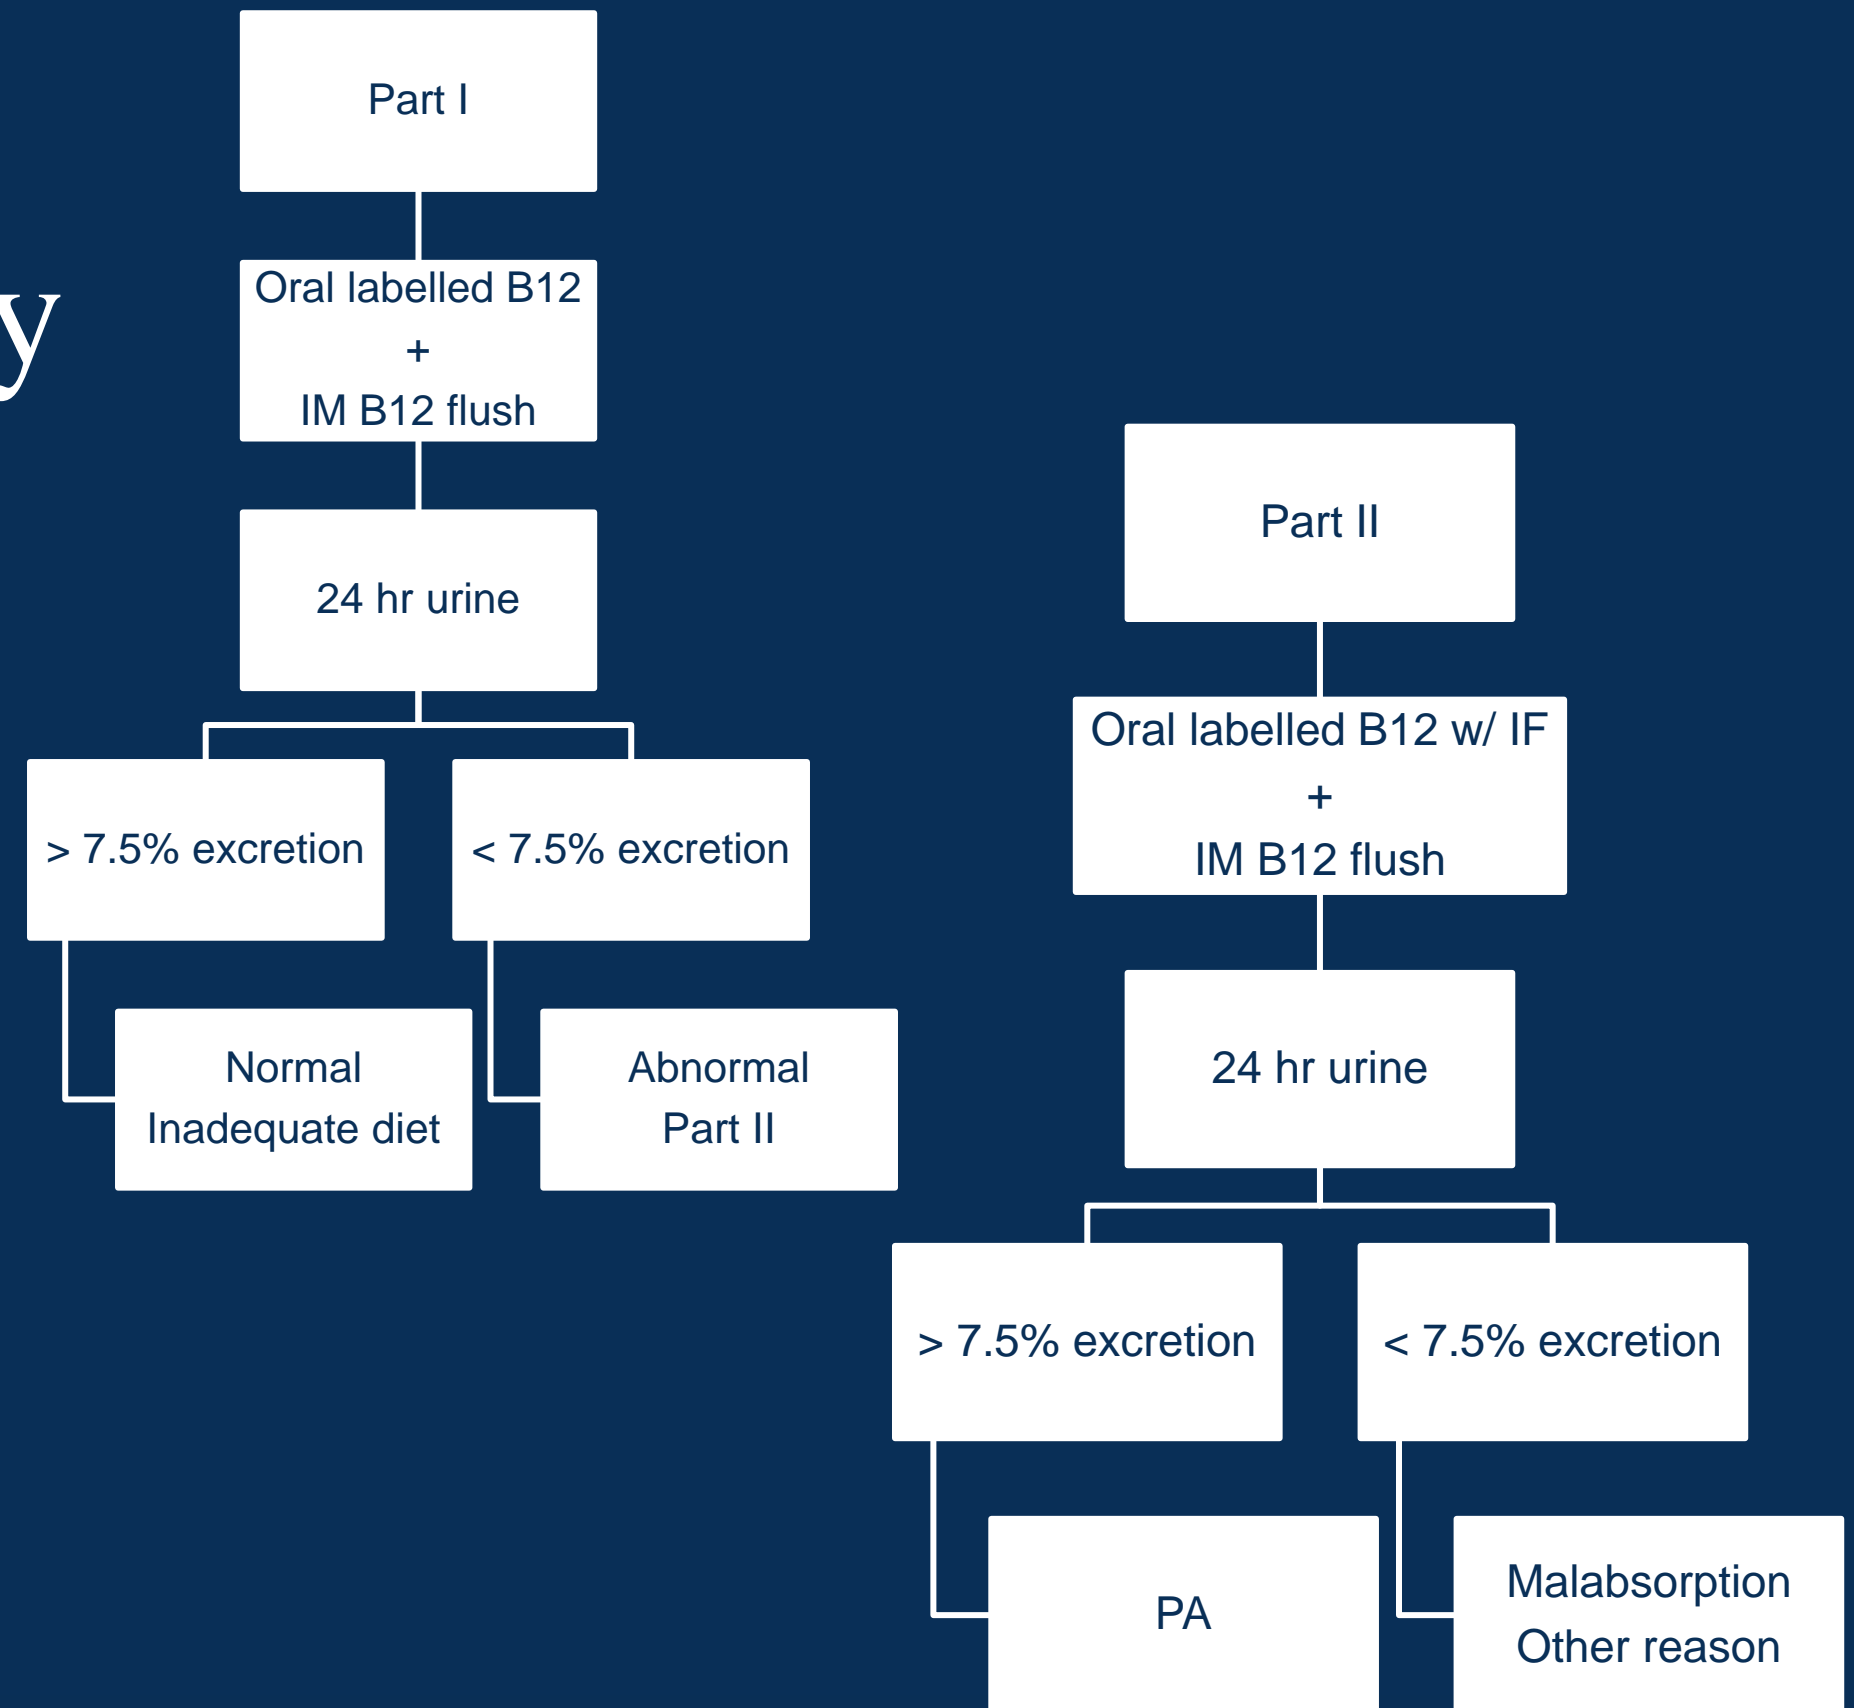 y
Part I
Oral labelled B12
+
IM B12 flush
24 hr urine
> 7.5% excretion
< 7.5% excretion
Normal
Inadequate diet
Abnormal
Part II
Part II
Oral labelled B12 w/ IF
+
IM B12 flush
24 hr urine
> 7.5% excretion
< 7.5% excretion
PA
Malabsorption
Other reason